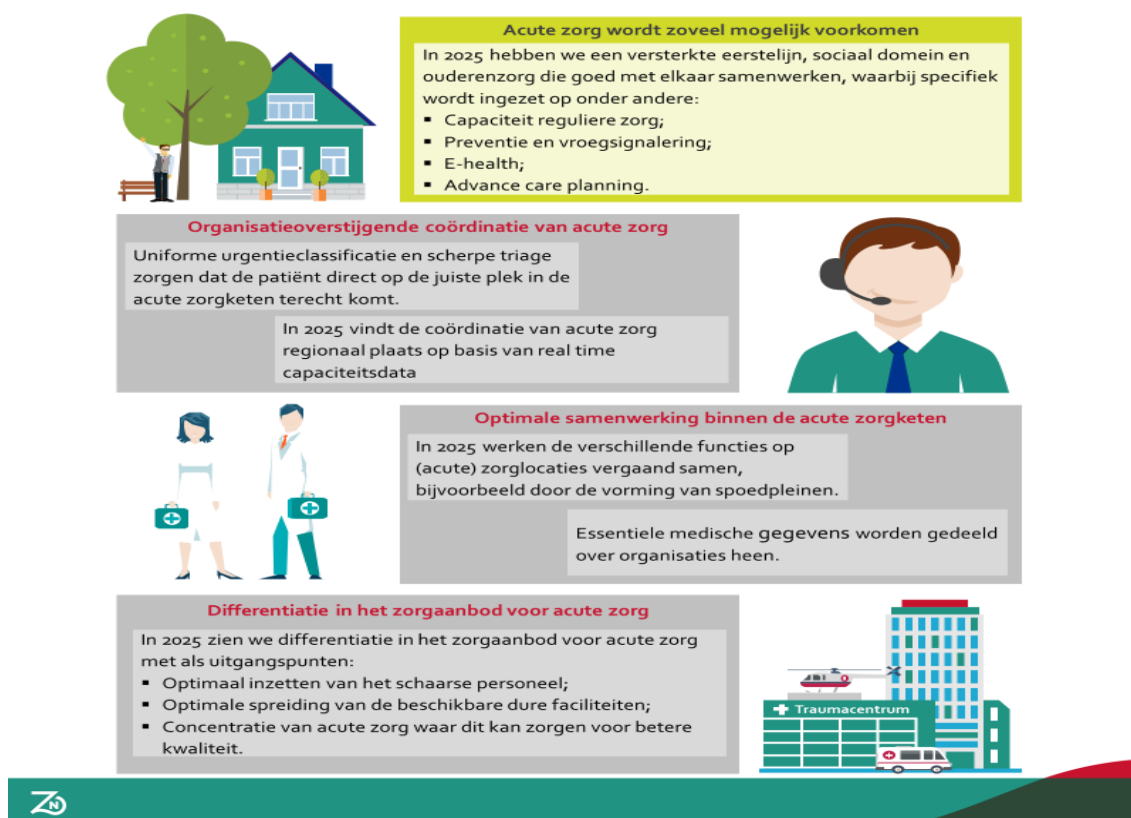 Acute zorg wordt zoveel mogelijk voorkomen
In 2025 hebben we een versterkte eerstelijn, sociaal domein en
ouderenzorg die goed met elkaar samenwerken, waarbij specifiek
wordt ingezet op onder andere:
▪ Capaciteit reguliere zorg;
▪ Preventie en vroegsignalering;
▪ E-health;
▪ Advance care planning.
Organisatieoverstijgende coördinatie van acute zorg
Uniforme urgentieclassificatie en scherpe triage
zorgen dat de patiënt direct op de juiste plek in de
acute zorgketen terecht komt.
In 2025 vindt de coördinatie van acute zorg
regionaal plaats op basis van real time
capaciteitsdata
Optimale samenwerking binnen de acute zorgketen
In 2025 werken de verschillende functies op
(acute) zorglocaties vergaand samen,
bijvoorbeeld door de vorming van spoedpleinen.
Essentiele medische gegevens worden gedeeld
over organisaties heen.
Differentiatie in het zorgaanbod voor acute zorg
In 2025 zien we differentiatie in het zorgaanbod voor acute zorg
met als uitgangspunten:
▪ Optimaal inzetten van het schaarse personeel;
▪ Optimale spreiding van de beschikbare dure faciliteiten;
▪ Concentratie van acute zorg waar dit kan zorgen voor betere
kwaliteit.
Traumacentrum
ZN